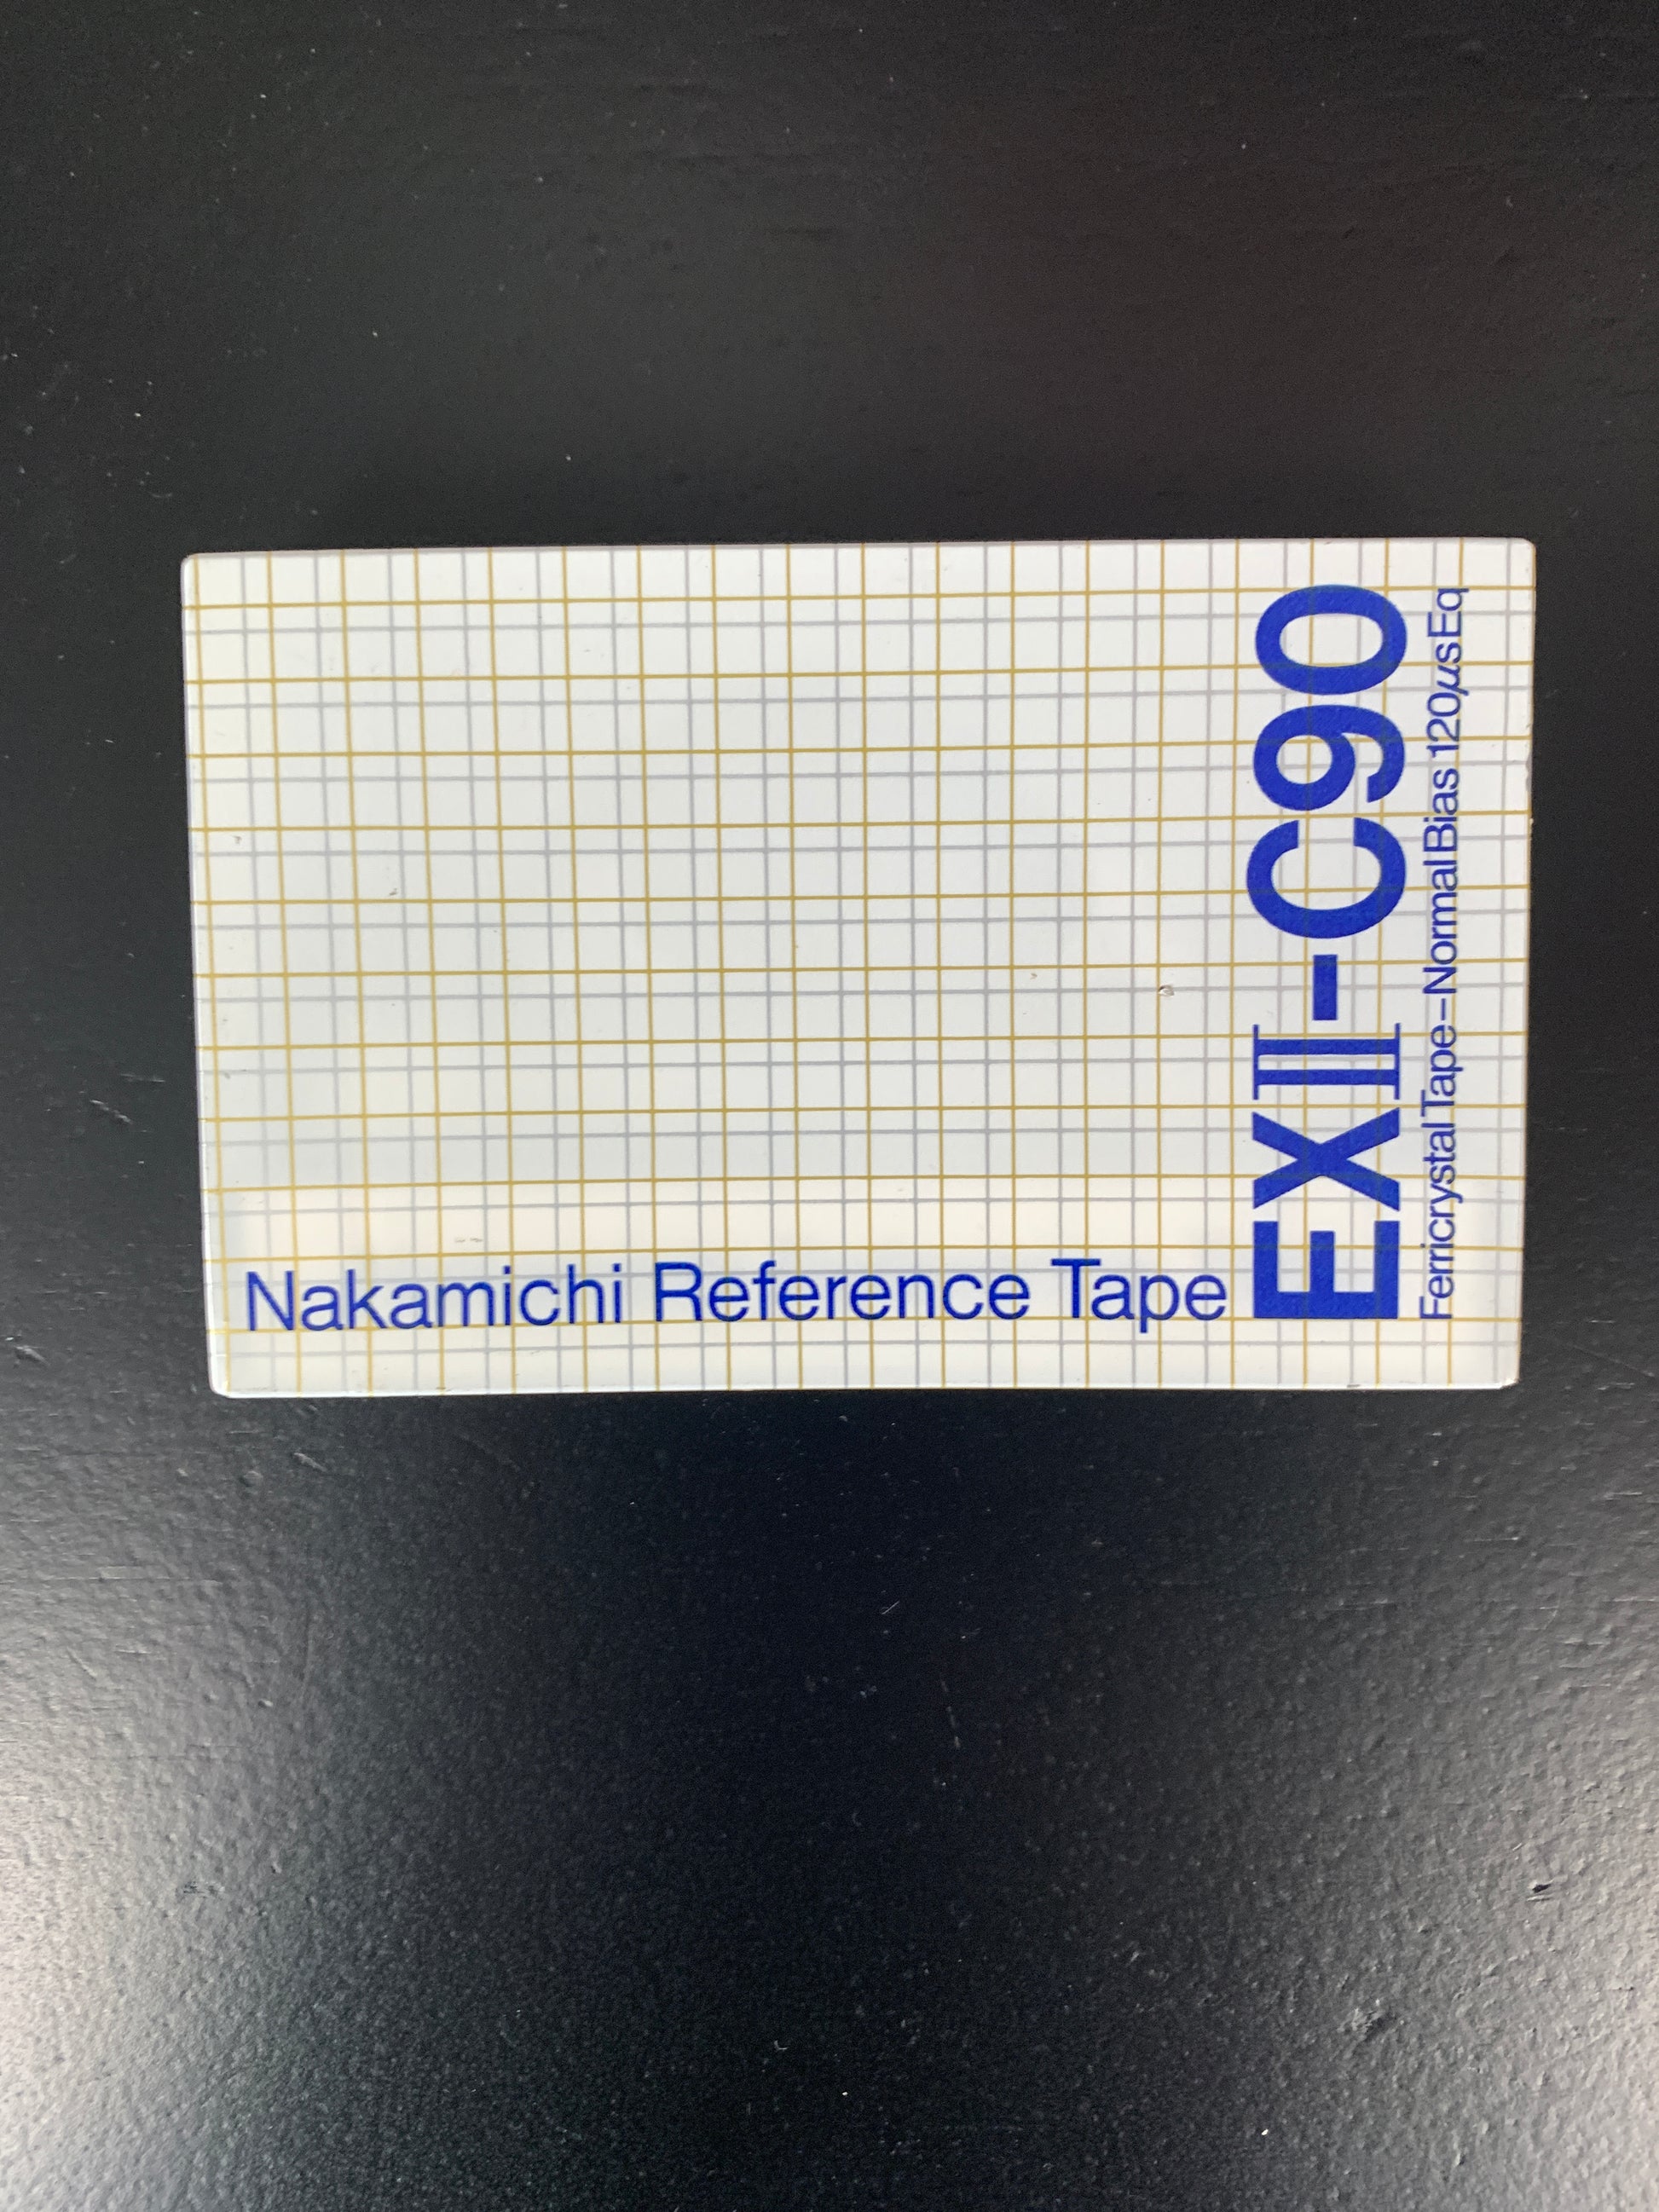 Nakamichi Reference Tape
EXII-C90
Ferricrystal Tape-Normal Bias 120μs Eq